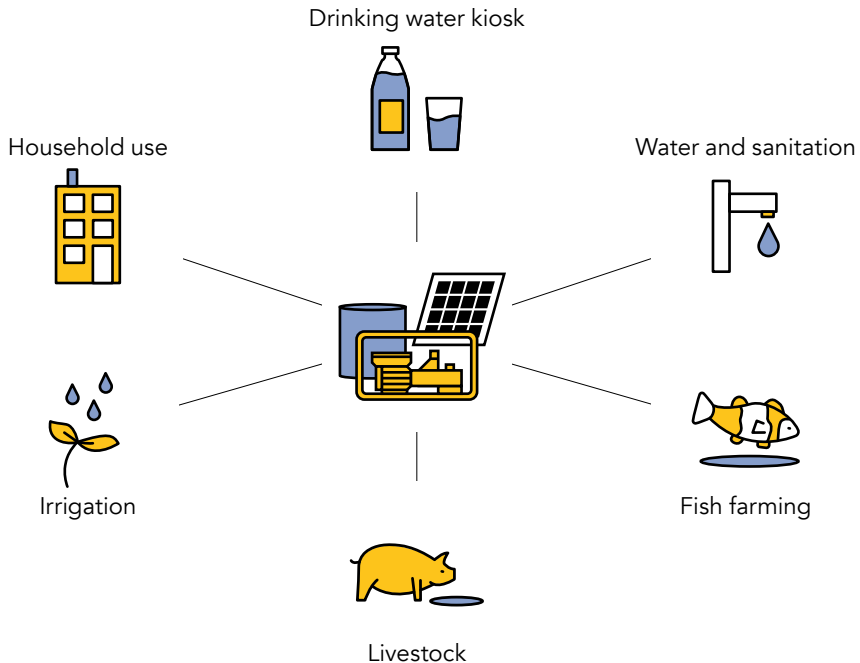 Drinking water kiosk
Household use
Water and sanitation
Irrigation
Fish farming
Livestock